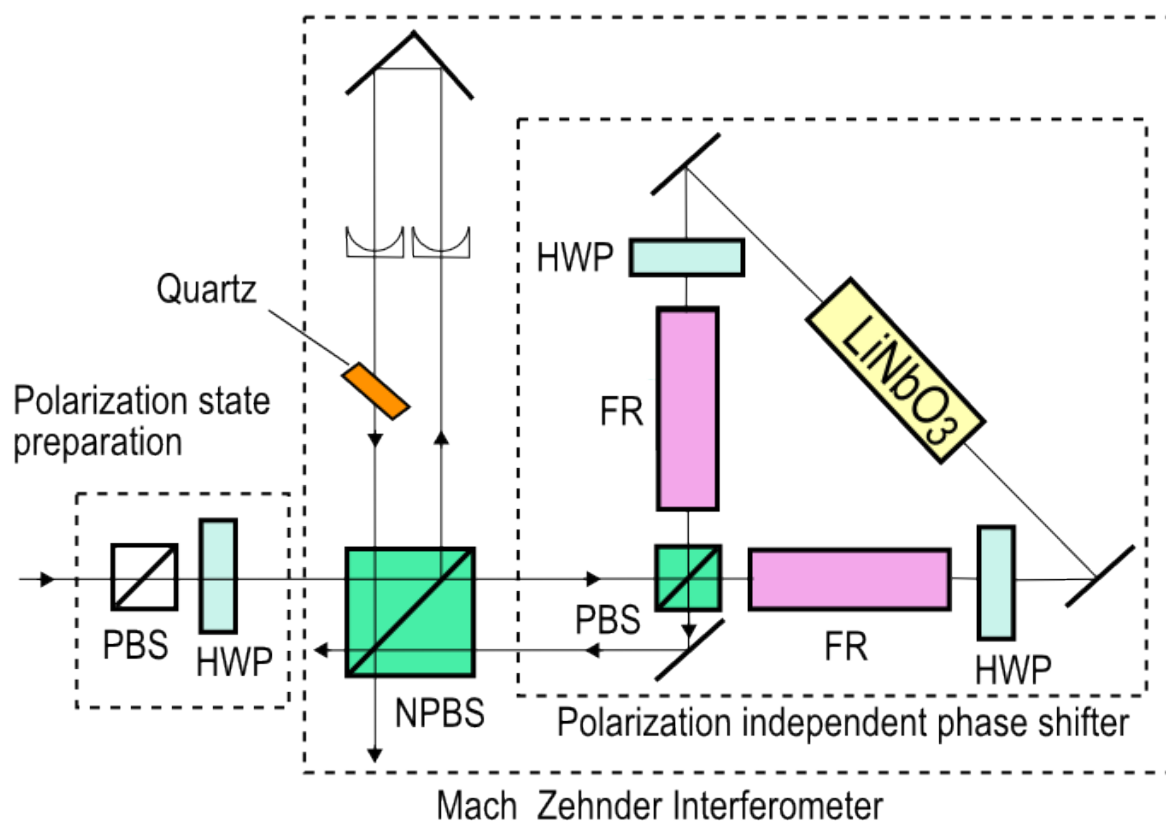 HWP
Quartz
LiNbO3
FR
Polarization state
preparation
PBS
HWP
NPBS
PBS
FR
HWP
Polarization independent phase shifter
Mach Zehnder Interferometer